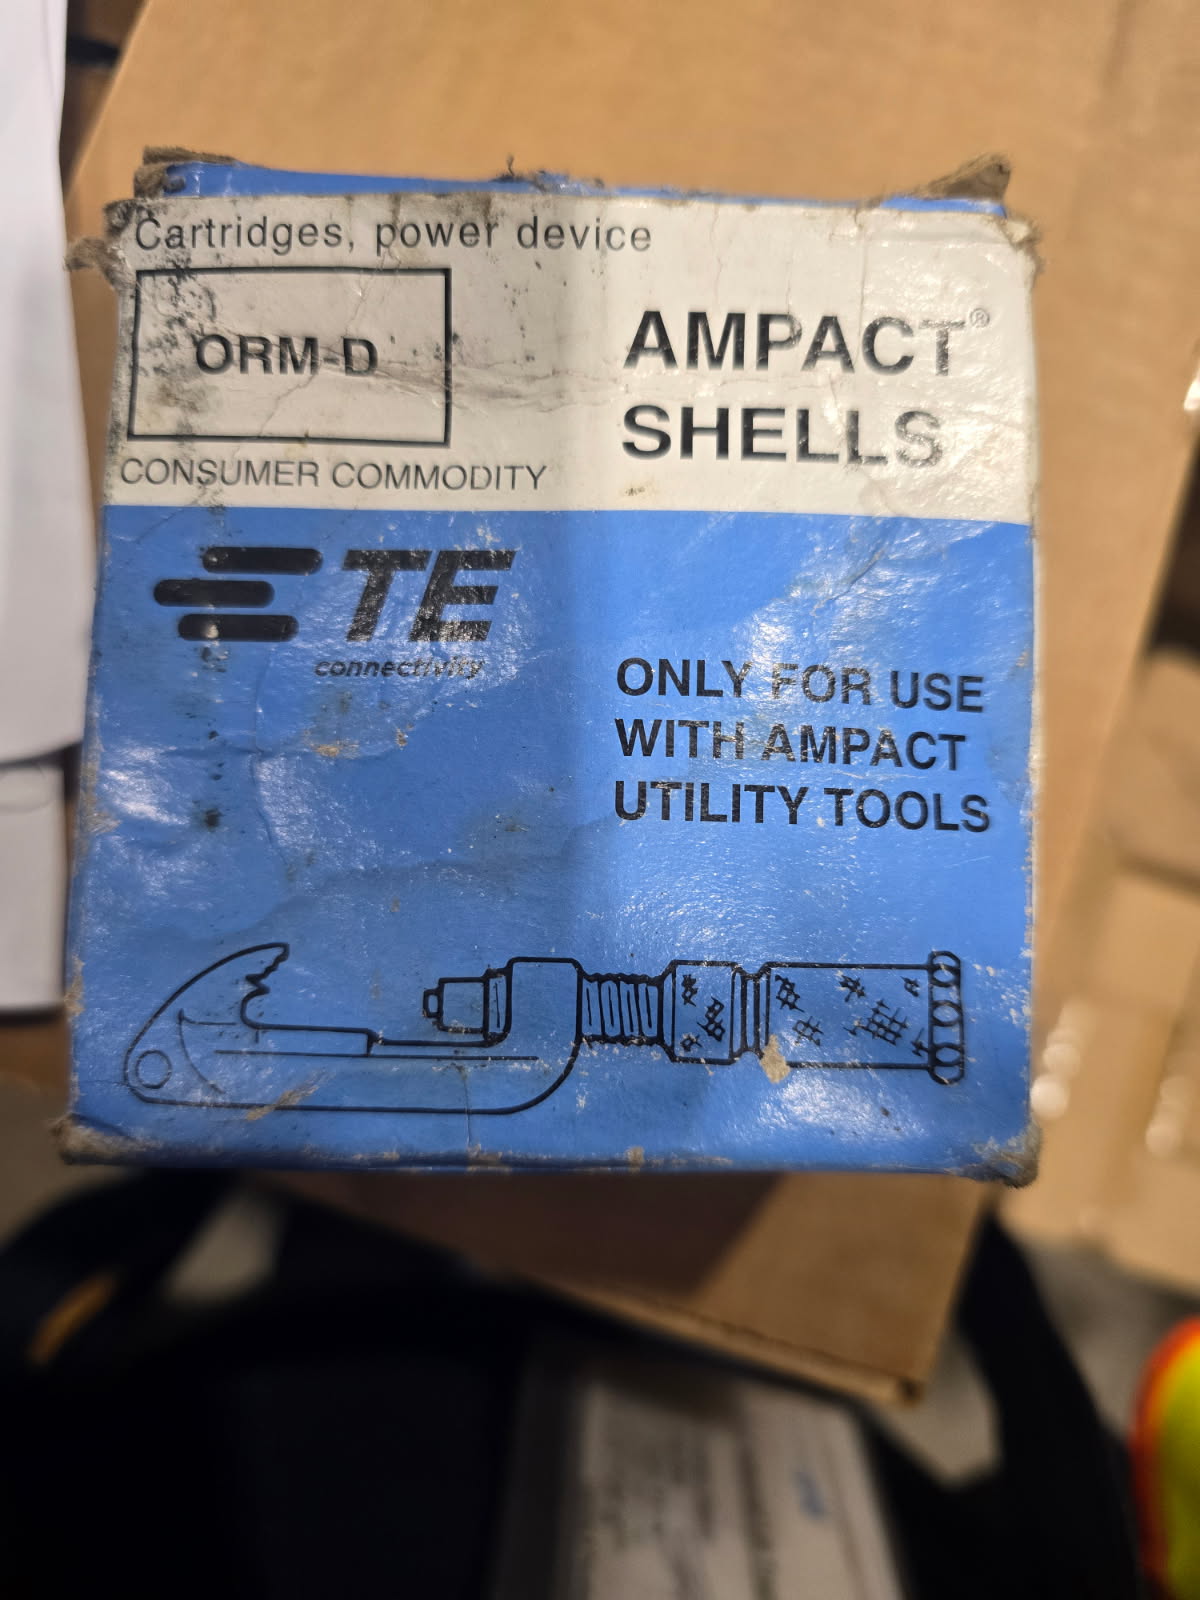 Cartridges, power device
ORM-D
CONSUMER COMMODITY
AMPACT®
SHELLS
TE
connectivity
ONLY FOR USE
WITH AMPACT
UTILITY TOOLS